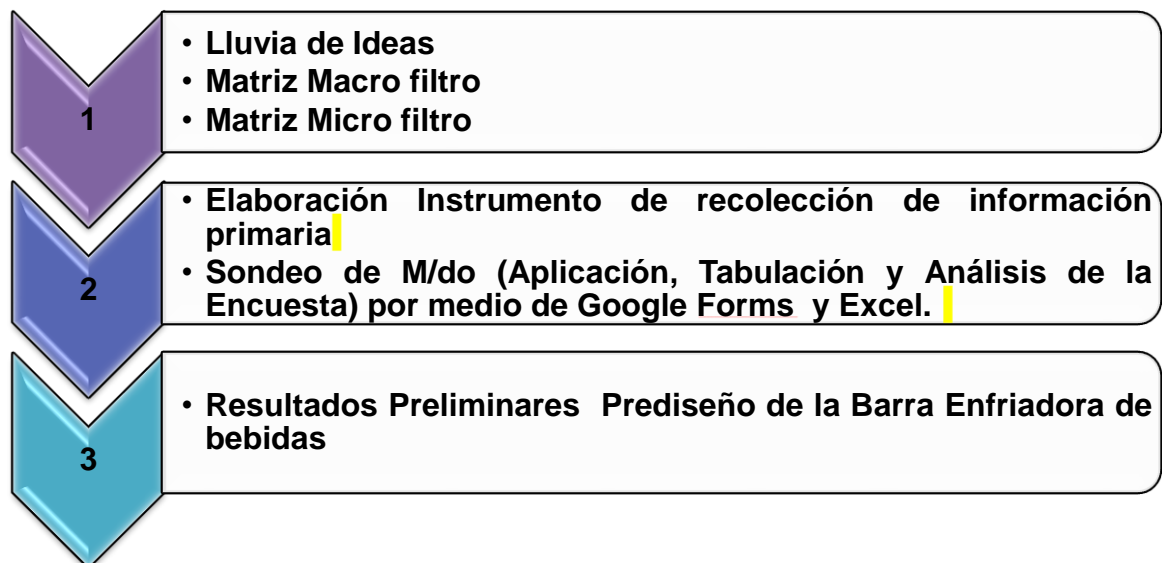 1
• Lluvia de Ideas
• Matriz Macro filtro
• Matriz Micro filtro
2
• Elaboración Instrumento de recolección de información
primaria
• Sondeo de M/do (Aplicación, Tabulación y Análisis de la
Encuesta) por medio de Google Forms y Excel.
3
• Resultados Preliminares Prediseño de la Barra Enfriadora de
bebidas